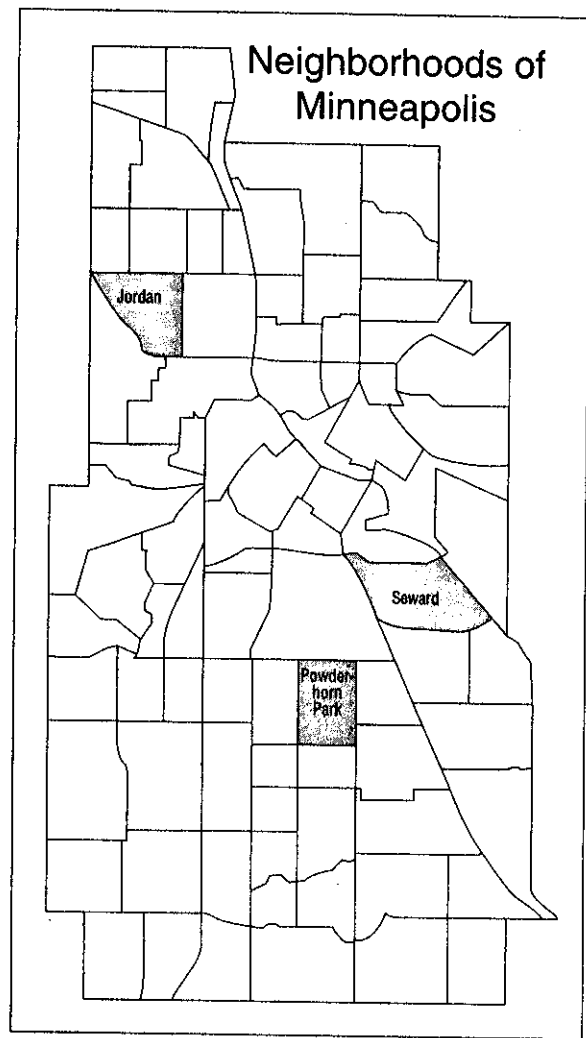 Neighborhoods of
Minneapolis
Jordan
Seward
Powder-
horn
Park